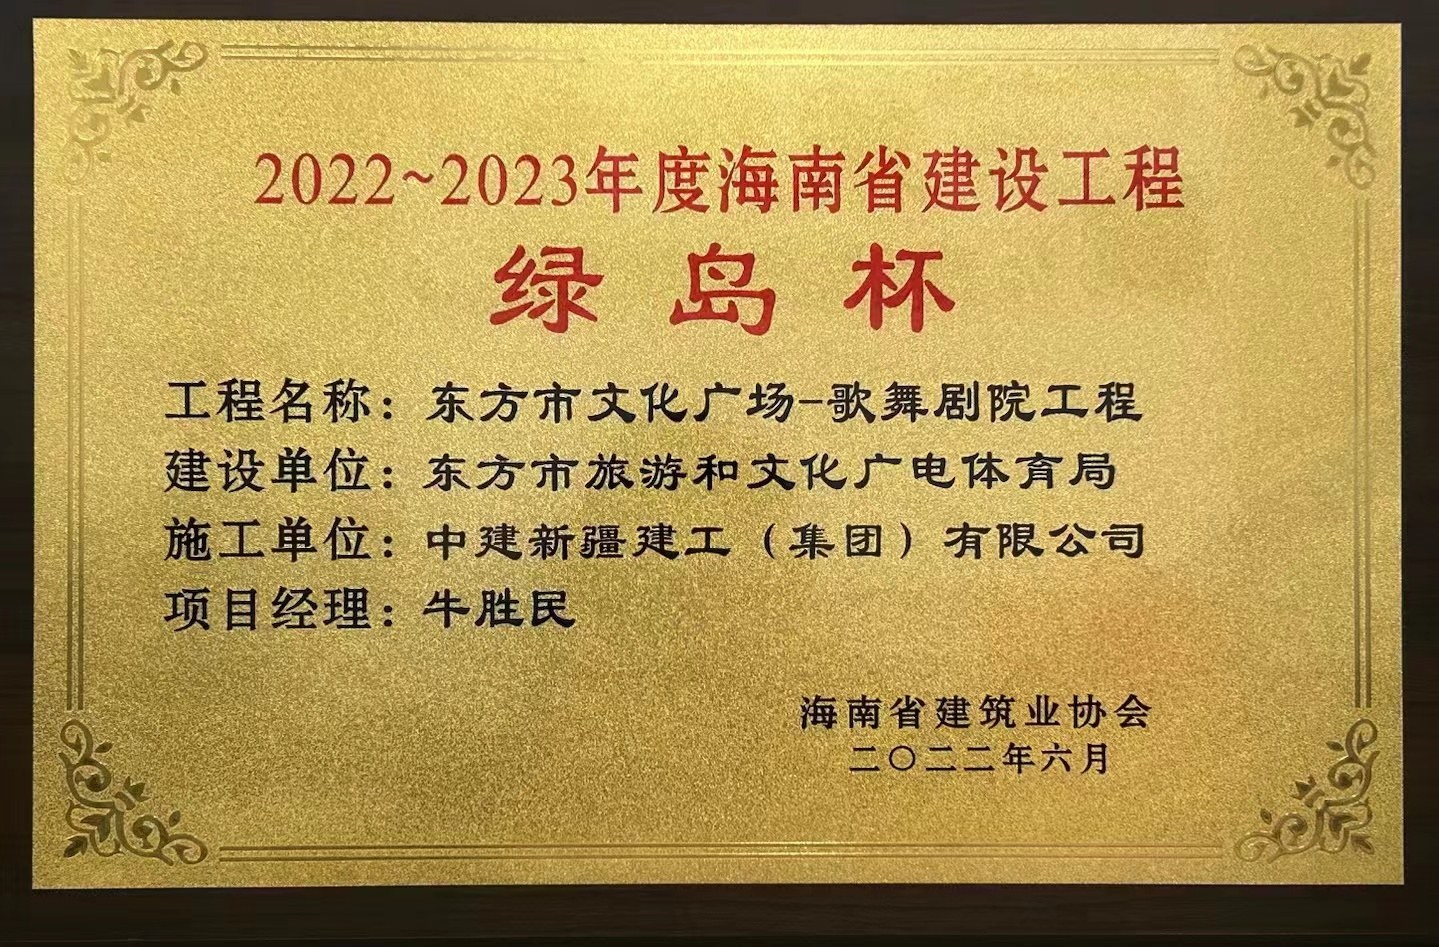 2022~2023年度海南省建设工程
绿岛杯
工程名称：东方市文化广场-歌舞剧院工程
建设单位：东方市旅游和文化广电体育局
施工单位：中建新疆建工（集团）有限公司
项目经理：牛胜民
海南省建筑业协会
二〇二二年六月